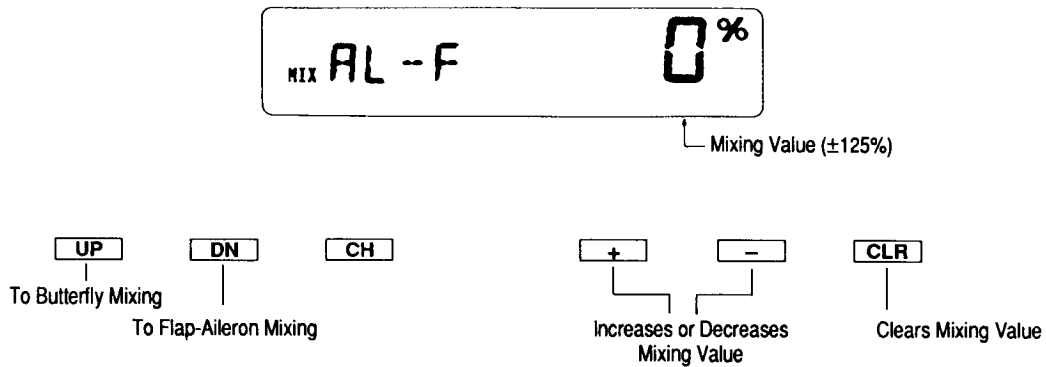 MIX AL-F 0%
Mixing Value (±125%)
UP DN CH + − CLR
To Butterfly Mixing
To Flap-Aileron Mixing
Increases or Decreases
Mixing Value
Clears Mixing Value